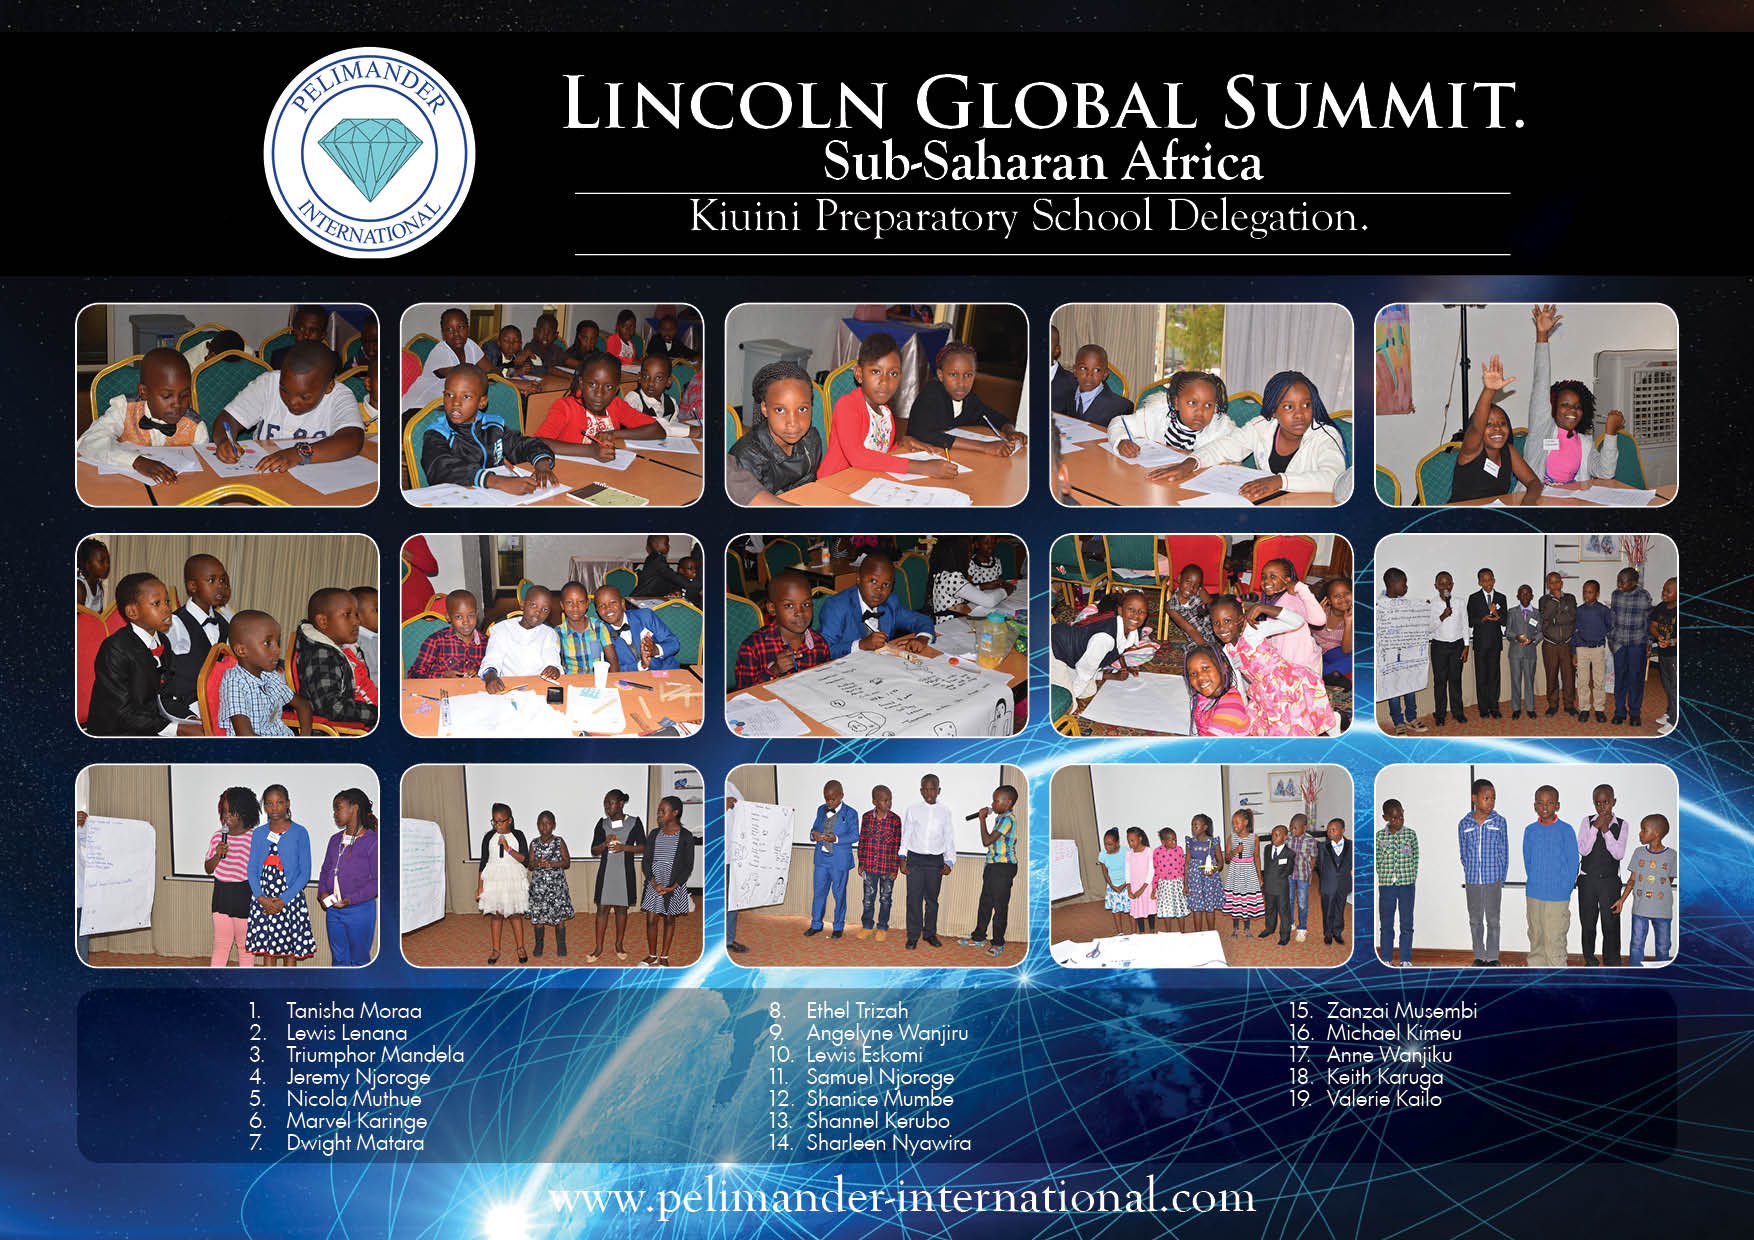 PELIMANDER
INTERNATIONAL
LINCOLN GLOBAL SUMMIT.
Sub-Saharan Africa
Kiuini Preparatory School Delegation.
1. Tanisha Moraa
2. Lewis Lenana
3. Triumphor Mandela
4. Jeremy Njoroge
5. Nicola Muthue
6. Marvel Karinge
7. Dwight Matara
8. Ethel Trizah
9. Angelyne Wanjiru
10. Lewis Eskomi
11. Samuel Njoroge
12. Shanice Mumbe
13. Shannel Kerubo
14. Sharleen Nyawira
15. Zanzai Musembi
16. Michael Kimeu
17. Anne Wanjiku
18. Keith Karuga
19. Valerie Kailo
www.pelimander-international.com